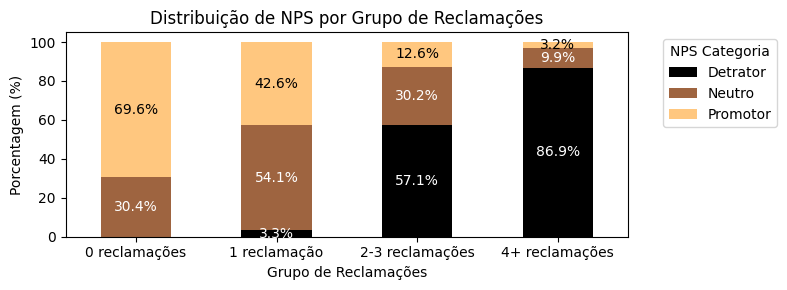 Distribuição de NPS por Grupo de Reclamações
Porcentagem (%)
100
80
60
40
20
0
69.6%
30.4%
42.6%
54.1%
3.3%
12.6%
30.2%
57.1%
3.2%
9.9%
86.9%
0 reclamações
1 reclamação
2-3 reclamações
4+ reclamações
Grupo de Reclamações
NPS Categoria
Detrator
Neutro
Promotor